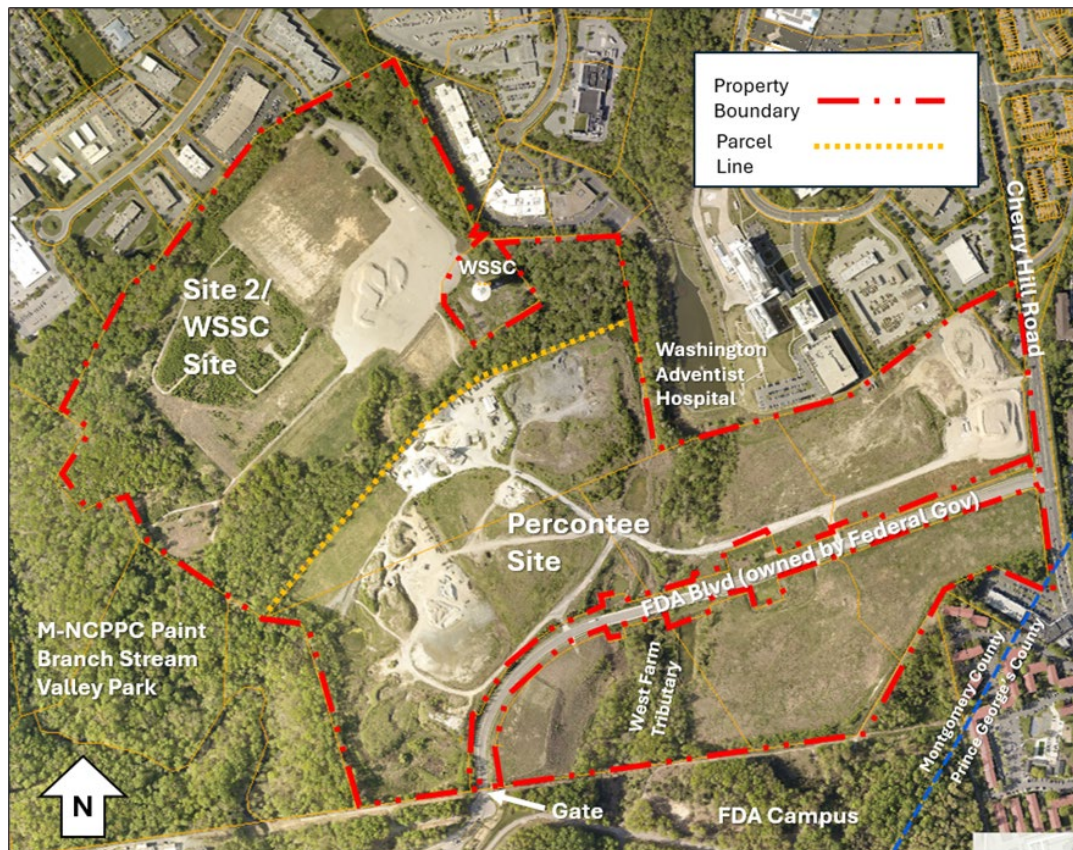 Property
Boundary
Parcel
Line
Cherry Hill Road
WSSC
Site 2/
WSSC
Site
Washington
Adventist
Hospital
Percontee
Site
FDA Blvd (owned by Federal Gov)
M-NCPPC Paint
Branch Stream
Valley Park
West Farm
Tributary
Montgomery County
Prince George's County
N
Gate
FDA Campus